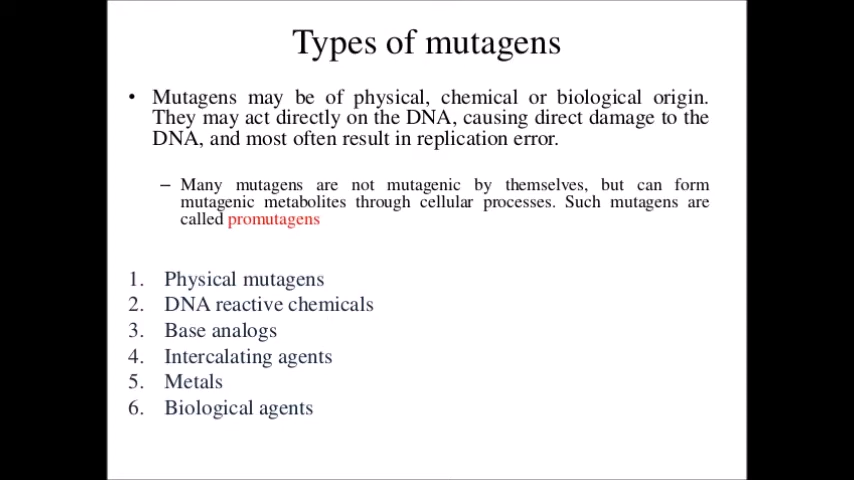 Types of mutagens
• Mutagens may be of physical, chemical or biological origin.
They may act directly on the DNA, causing direct damage to the
DNA, and most often result in replication error.
– Many mutagens are not mutagenic by themselves, but can form
mutagenic metabolites through cellular processes. Such mutagens are
called promutagens
1. Physical mutagens
2. DNA reactive chemicals
3. Base analogs
4. Intercalating agents
5. Metals
6. Biological agents